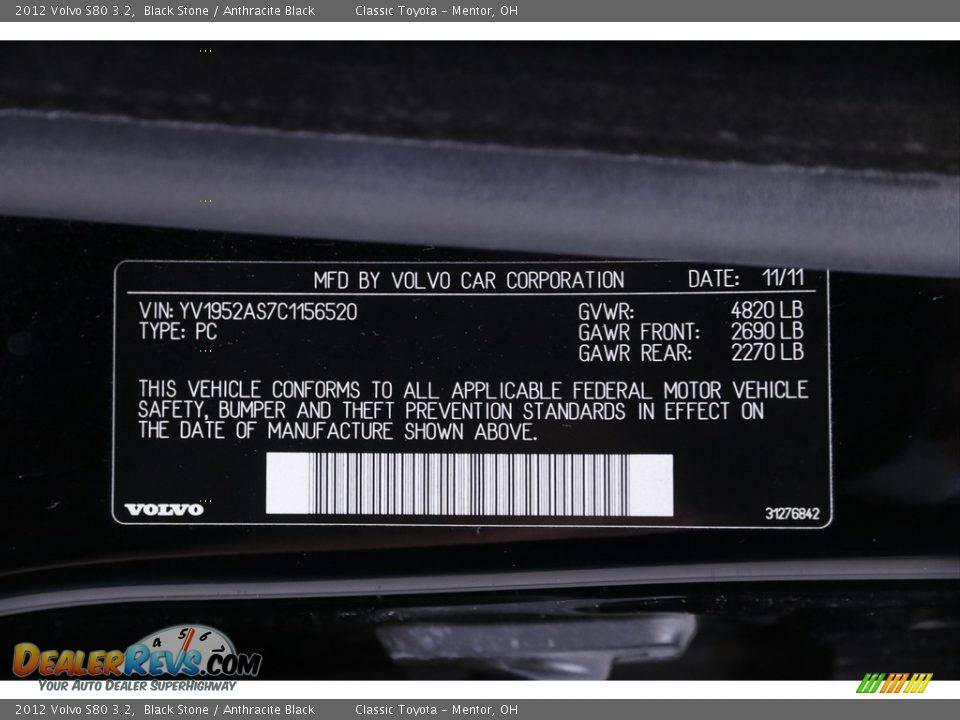 2012 Volvo S80 3.2, Black Stone / Anthracite Black Classic Toyota - Mentor, OH
MFD BY VOLVO CAR CORPORATION DATE: 11/11
VIN: YV1952AS7C1156520 GVWR: 4820 LB
TYPE: PC GAWR FRONT: 2690 LB
GAWR REAR: 2270 LB
THIS VEHICLE CONFORMS TO ALL APPLICABLE FEDERAL MOTOR VEHICLE
SAFETY, BUMPER AND THEFT PREVENTION STANDARDS IN EFFECT ON
THE DATE OF MANUFACTURE SHOWN ABOVE.
VOLVO 31276842
4 5 6
DEALERREVS.COM
YOUR AUTO DEALER SUPERHIGHWAY
2012 Volvo S80 3.2, Black Stone / Anthracite Black Classic Toyota - Mentor, OH